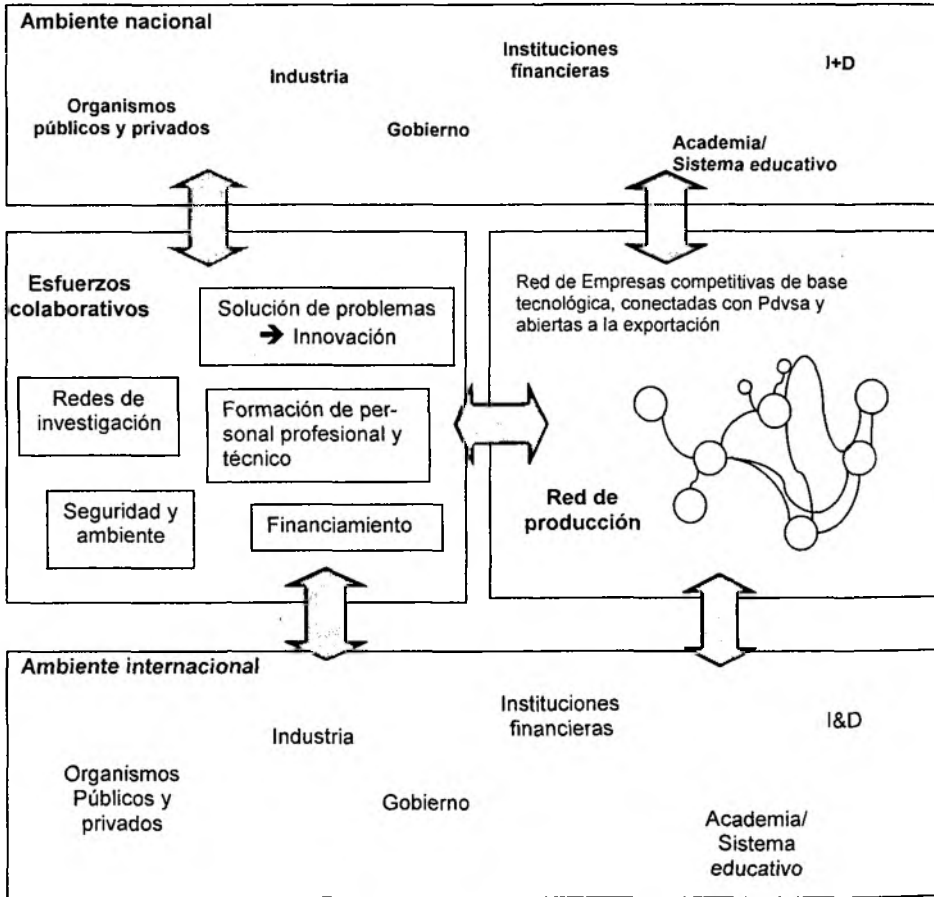 Ambiente nacional
Instituciones
financieras
I+D
Industria
Organismos
públicos y privados
Gobierno
Academia/
Sistema educativo
Esfuerzos
colaborativos
Solución de problemas
➔ Innovación
Redes de
investigación
Formación de per-
sonal profesional y
técnico
Seguridad y
ambiente
Financiamiento
Red de Empresas competitivas de base
tecnológica, conectadas con Pdvsa y
abiertas a la exportación
Red de
producción
Ambiente internacional
Instituciones
financieras
I&D
Industria
Organismos
Públicos y
privados
Gobierno
Academia/
Sistema
educativo